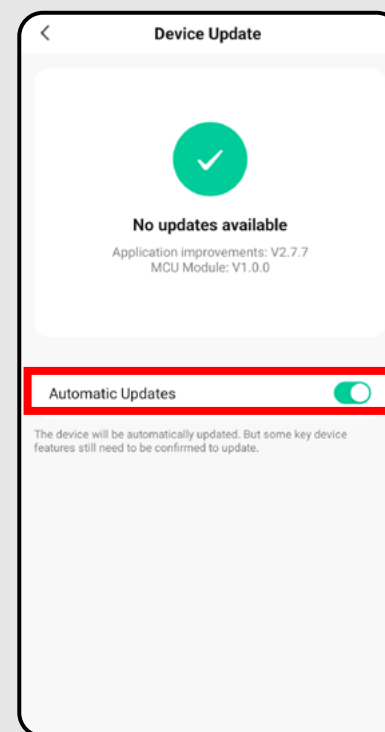 Device Update
No updates available
Application improvements: V2.7.7
MCU Module: V1.0.0
Automatic Updates
The device will be automatically updated. But some key device
features still need to be confirmed to update.